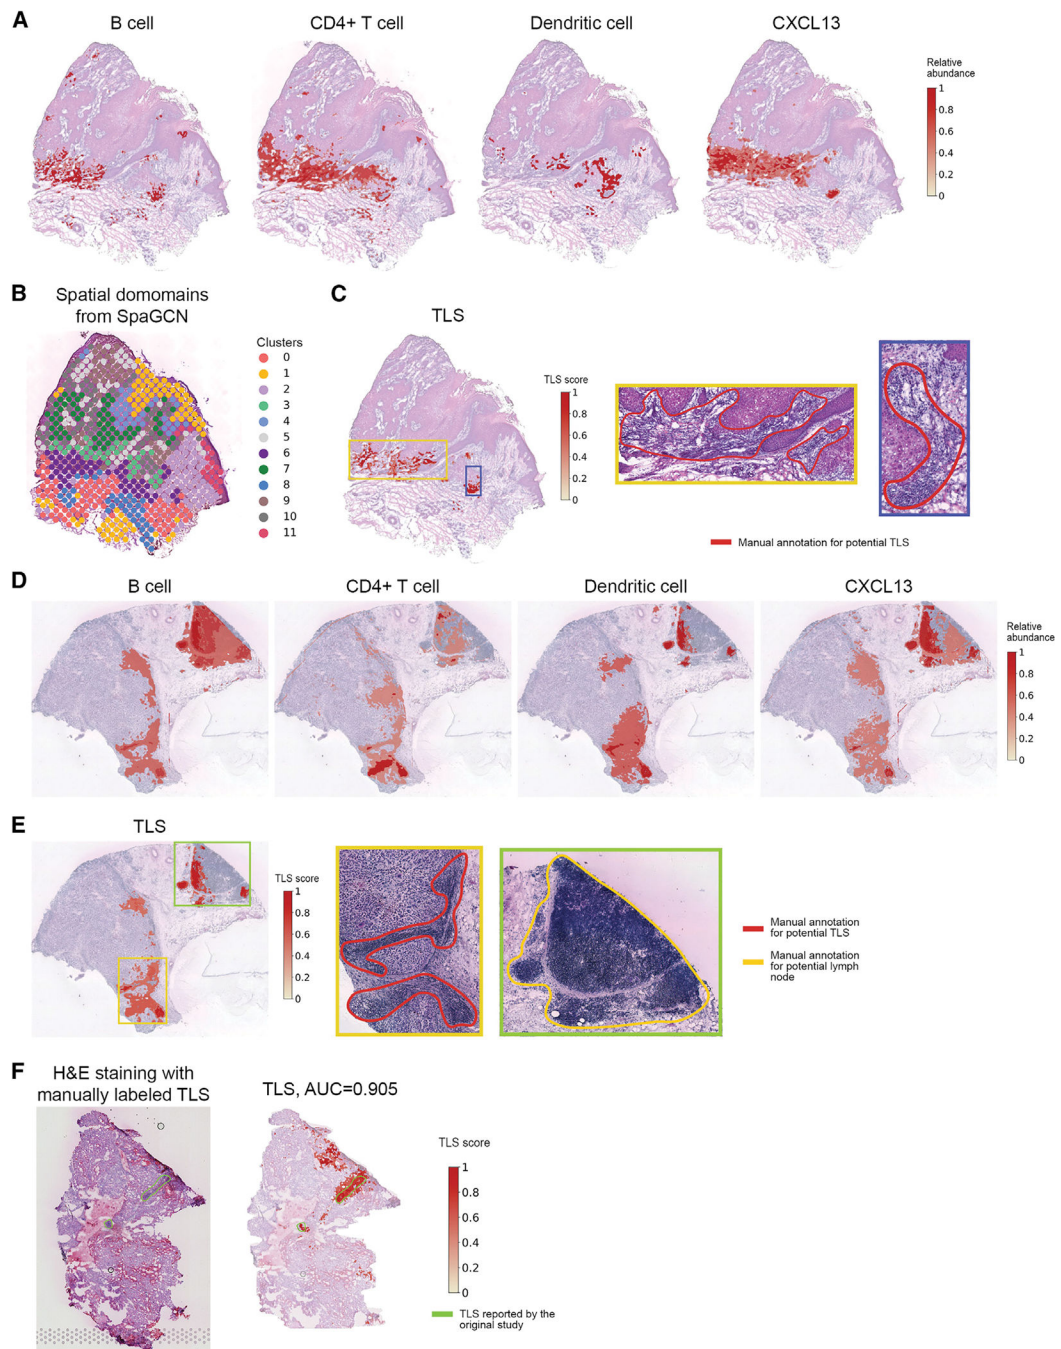 A
B cell
CD4+ T cell
Dendritic cell
CXCL13
Relative
abundance
1
0.8
0.6
0.4
0.2
0
B
Spatial domomains
from SpaGCN
Clusters
0
1
2
3
4
5
6
7
8
9
10
11
C
TLS
TLS score
1
0.8
0.6
0.4
0.2
0
Manual annotation for potential TLS
D
B cell
CD4+ T cell
Dendritic cell
CXCL13
Relative
abundance
1
0.8
0.6
0.4
0.2
0
E
TLS
TLS score
1
0.8
0.6
0.4
0.2
0
Manual annotation
for potential TLS
Manual annotation
for potential lymph
node
F
H&E staining with
manually labeled TLS
TLS, AUC=0.905
TLS score
1
0.8
0.6
0.4
0.2
0
TLS reported by the
original study